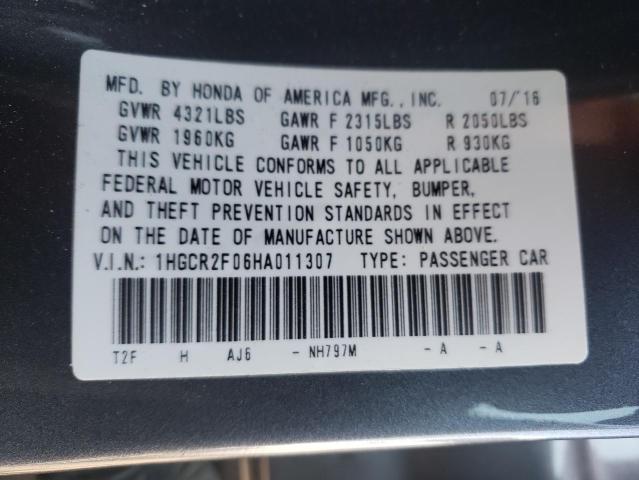 MFD. BY HONDA OF AMERICA MFG., INC. 07/'16
GVWR 4321LBS GAWR F 2315LBS R 2050LBS
GVWR 1960KG GAWR F 1050KG R 930KG
THIS VEHICLE CONFORMS TO ALL APPLICABLE
FEDERAL MOTOR VEHICLE SAFETY, BUMPER,
AND THEFT PREVENTION STANDARDS IN EFFECT
ON THE DATE OF MANUFACTURE SHOWN ABOVE.
V.I.N.: 1HGCR2F06HA011307 TYPE: PASSENGER CAR
T2F H AJ6 - NH797M - A - A